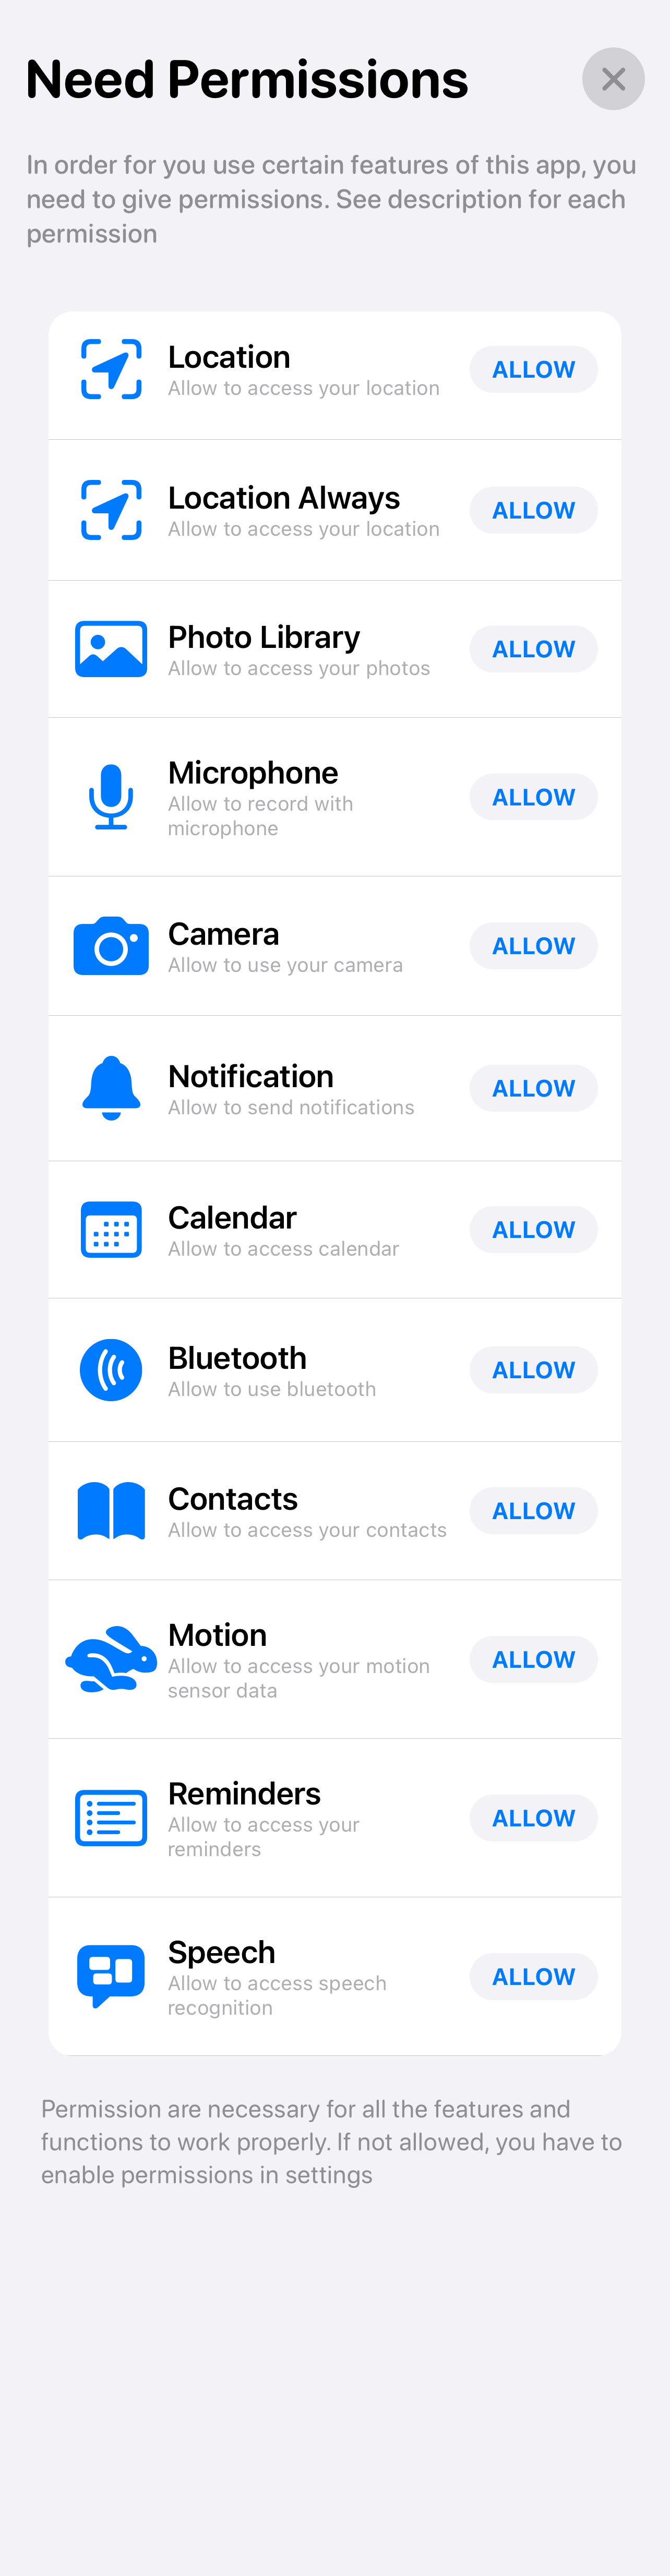 Need Permissions
In order for you use certain features of this app, you
need to give permissions. See description for each
permission
Location
Allow to access your location
ALLOW
Location Always
Allow to access your location
ALLOW
Photo Library
Allow to access your photos
ALLOW
Microphone
Allow to record with
microphone
ALLOW
Camera
Allow to use your camera
ALLOW
Notification
Allow to send notifications
ALLOW
Calendar
Allow to access calendar
ALLOW
Bluetooth
Allow to use bluetooth
ALLOW
Contacts
Allow to access your contacts
ALLOW
Motion
Allow to access your motion
sensor data
ALLOW
Reminders
Allow to access your
reminders
ALLOW
Speech
Allow to access speech
recognition
ALLOW
Permission are necessary for all the features and
functions to work properly. If not allowed, you have to
enable permissions in settings